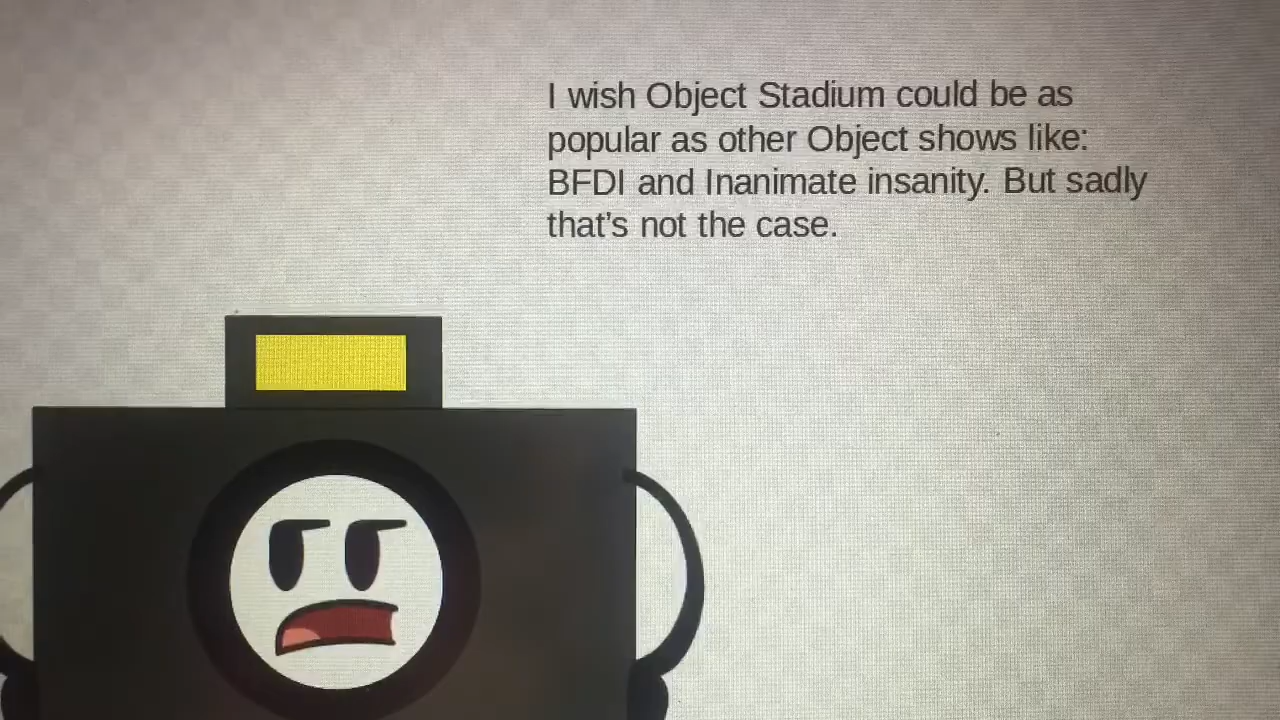 I wish Object Stadium could be as
popular as other Object shows like:
BFDI and Inanimate insanity. But sadly
that's not the case.